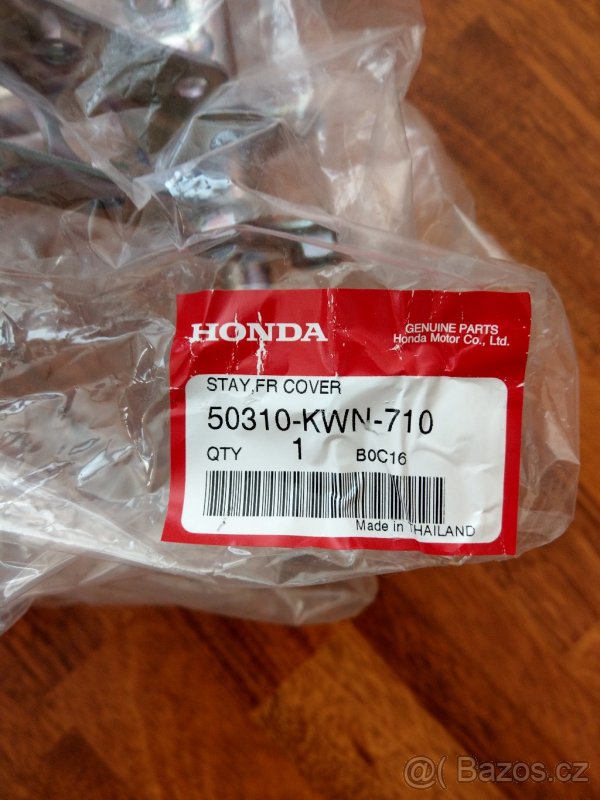 HONDA
GENUINE PARTS
Honda Motor Co., Ltd.
STAY,FR COVER
50310-KWN-710
QTY 1 B0C16
Made in THAILAND
@( Bazos.cz